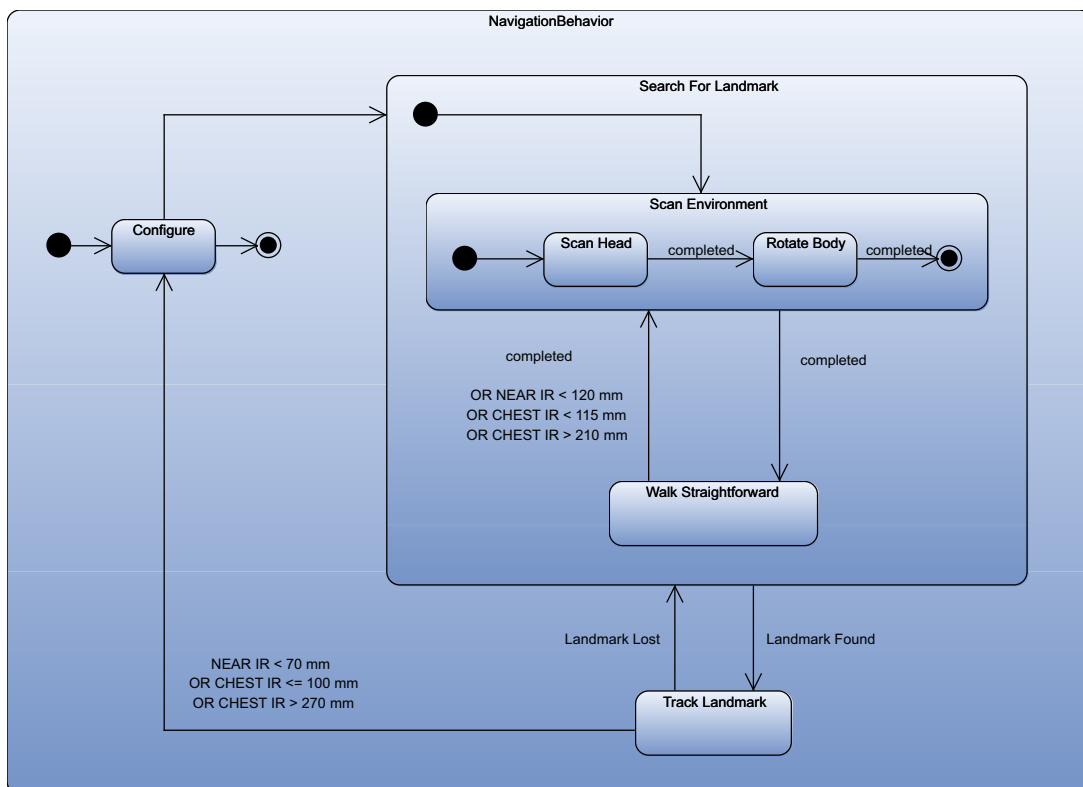 NavigationBehavior
Search For Landmark
Scan Environment
Configure
Scan Head
completed
Rotate Body
completed
completed
OR NEAR IR < 120 mm
OR CHEST IR < 115 mm
OR CHEST IR > 210 mm
completed
Walk Straightforward
Landmark Lost
Landmark Found
NEAR IR < 70 mm
OR CHEST IR <= 100 mm
OR CHEST IR > 270 mm
Track Landmark